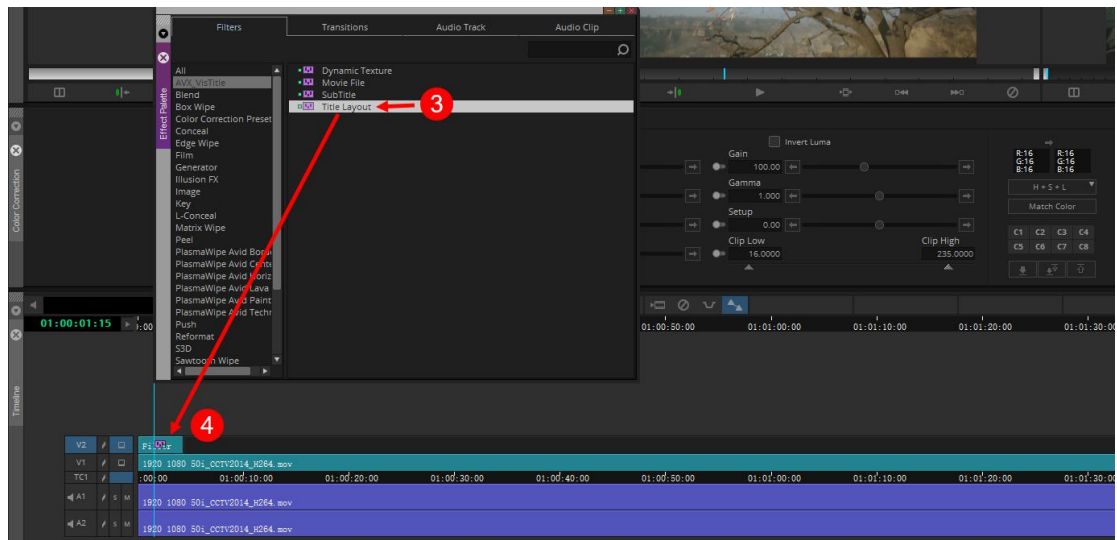 Filters
Transitions
Audio Track
Audio Clip
Effect Palette
All
AVX_VisTitle
Blend
Box Wipe
Color Correction Preset
Conceal
Edge Wipe
Film
Generator
Illusion FX
Image
Key
L-Conceal
Matrix Wipe
Peel
PlasmaWipe Avid
PlasmaWipe Avid
PlasmaWipe Avid Horiz
PlasmaWipe Avid Lava
PlasmaWipe Avid Paint
PlasmaWipe Avid Techn
Push
Reformat
S3D
Sawtooth Wipe
Dynamic Texture
Movie File
SubTitle
Title Layout
3
Color Correction
Invert Luma
Gain
100.00
Gamma
1.000
Setup
0.00
Clip Low
16.0000
Clip High
235.0000
R:16 R:16
G:16 G:16
B:16 B:16
H + S + L
Match Color
C1 C2 C3 C4
C5 C6 C7 C8
01:00:01:15
:00
01:00:50:00 01:01:00:00 01:01:10:00 01:01:20:00 01:01:30:00
Timeline
4
V2
V1 1920 1080 50i_CCTV2014_H264.mov
TC1 :00:00 01:00:10:00 01:00:20:00 01:00:30:00 01:00:40:00 01:00:50:00 01:01:00:00 01:01:10:00 01:01:20:00 01:01:30:00
A1 S M 1920 1080 50i_CCTV2014_H264.mov
A2 S M 1920 1080 50i_CCTV2014_H264.mov